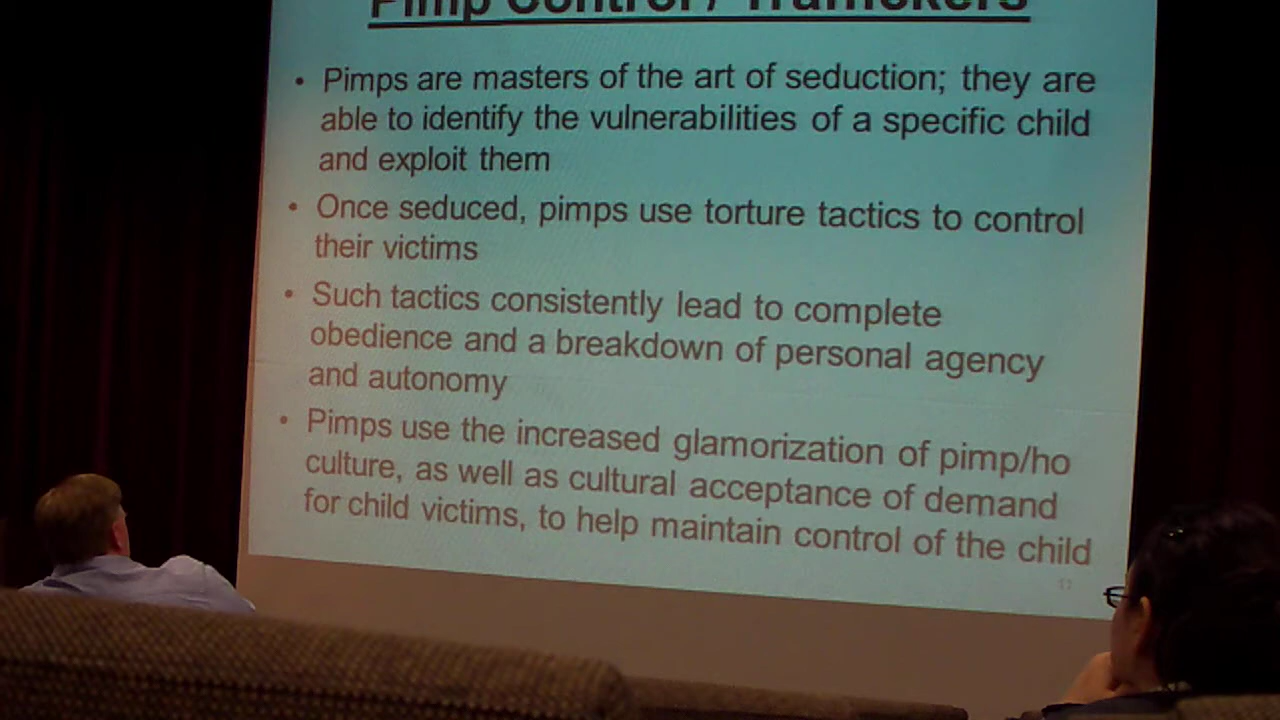 Pimp Control / Traffickers
• Pimps are masters of the art of seduction; they are
able to identify the vulnerabilities of a specific child
and exploit them
• Once seduced, pimps use torture tactics to control
their victims
• Such tactics consistently lead to complete
obedience and a breakdown of personal agency
and autonomy
• Pimps use the increased glamorization of pimp/ho
culture, as well as cultural acceptance of demand
for child victims, to help maintain control of the child